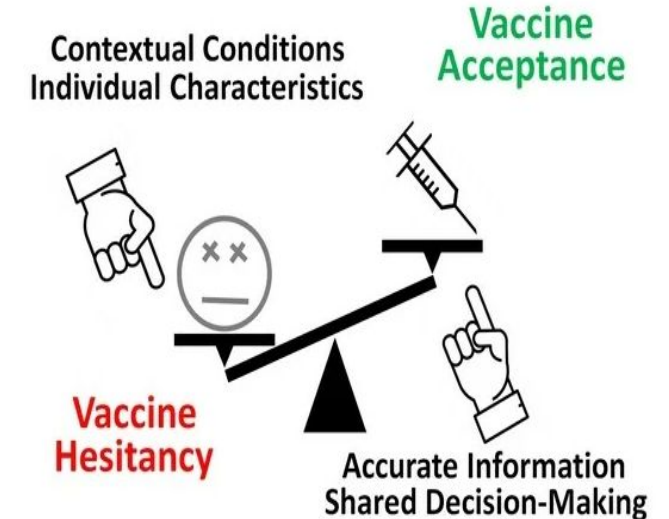 Vaccine
Acceptance
Contextual Conditions
Individual Characteristics
Vaccine
Hesitancy
Accurate Information
Shared Decision-Making